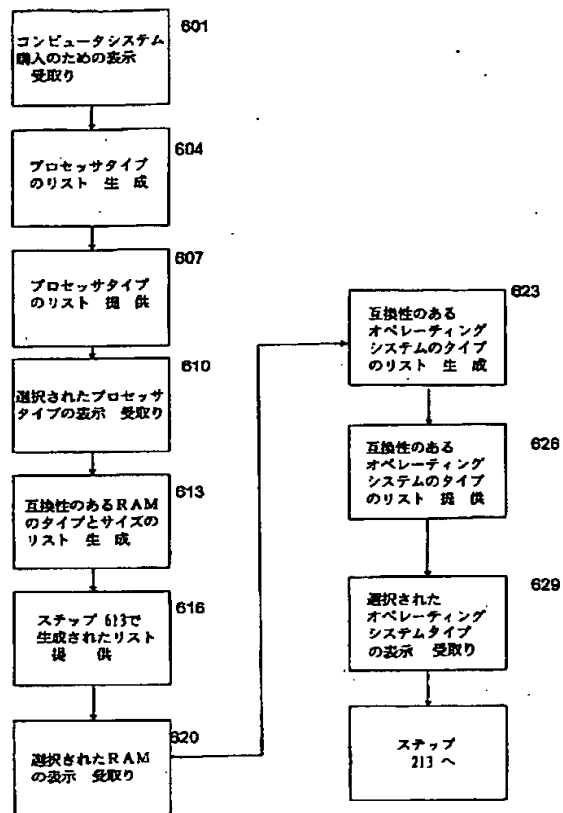 601
コンピュータシステム
購入のための表示
受取り
604
プロセッサタイプ
のリスト 生 成
607
プロセッサタイプ
のリスト 提 供
610
選択されたプロセッサ
タイプの表示 受取り
613
互換性のあるRAM
のタイプとサイズの
リスト 生 成
616
ステップ 613で
生成されたリスト
提 供
620
選択されたRAM
の表示 受取り
623
互換性のある
オペレーティング
システムのタイプ
のリスト 生 成
626
互換性のある
オペレーティング
システムのタイプ
のリスト 提 供
629
選択された
オペレーティング
システムタイプ
の表示 受取り
ステップ
213 へ